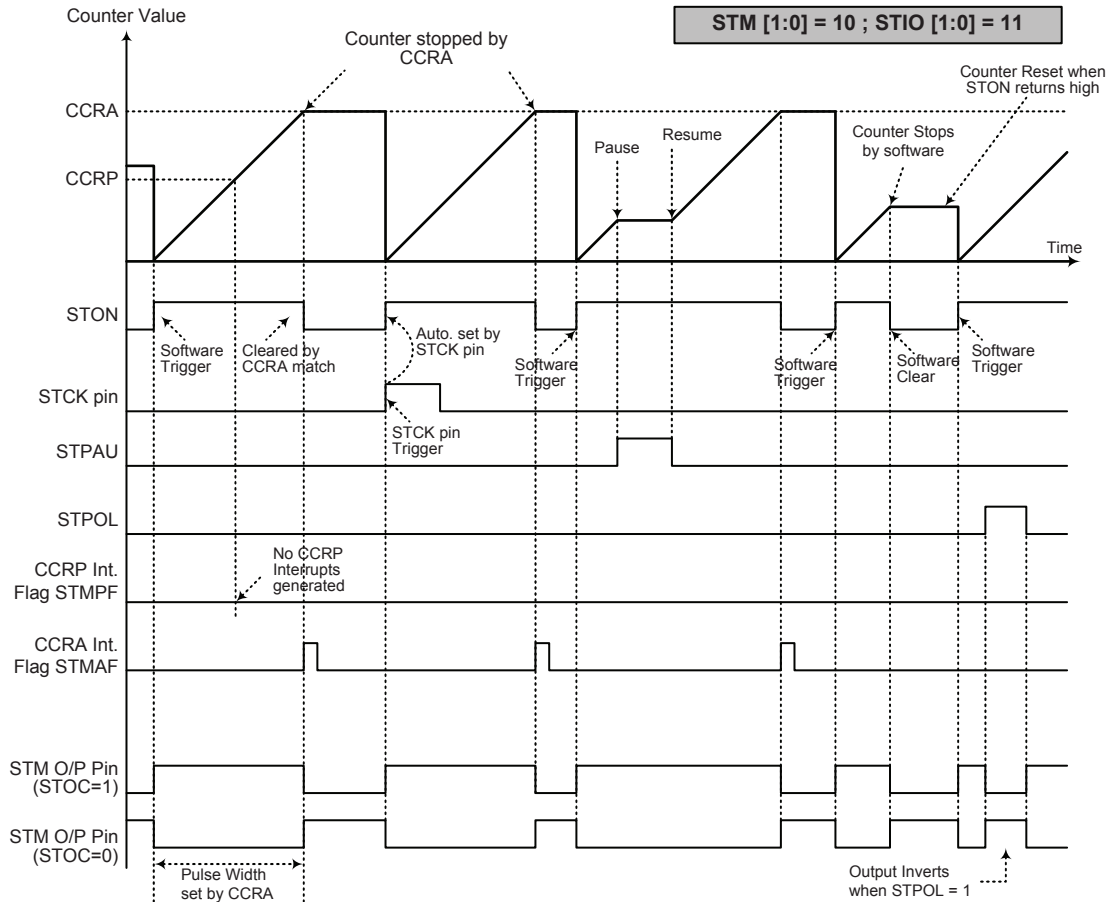 Counter Value
STM [1:0] = 10 ; STIO [1:0] = 11
Counter stopped by
CCRA
Counter Reset when
STON returns high
CCRA
Pause
Resume
Counter Stops
by software
CCRP
Time
STON
Software
Trigger
Cleared by
CCRA match
Auto. set by
STCK pin
Software
Trigger
Software
Trigger
Software
Clear
Software
Trigger
STCK pin
STCK pin
Trigger
STPAU
STPOL
CCRP Int.
Flag STMPF
No CCRP
Interrupts
generated
CCRA Int.
Flag STMAF
STM O/P Pin
(STOC=1)
STM O/P Pin
(STOC=0)
Pulse Width
set by CCRA
Output Inverts
when STPOL = 1